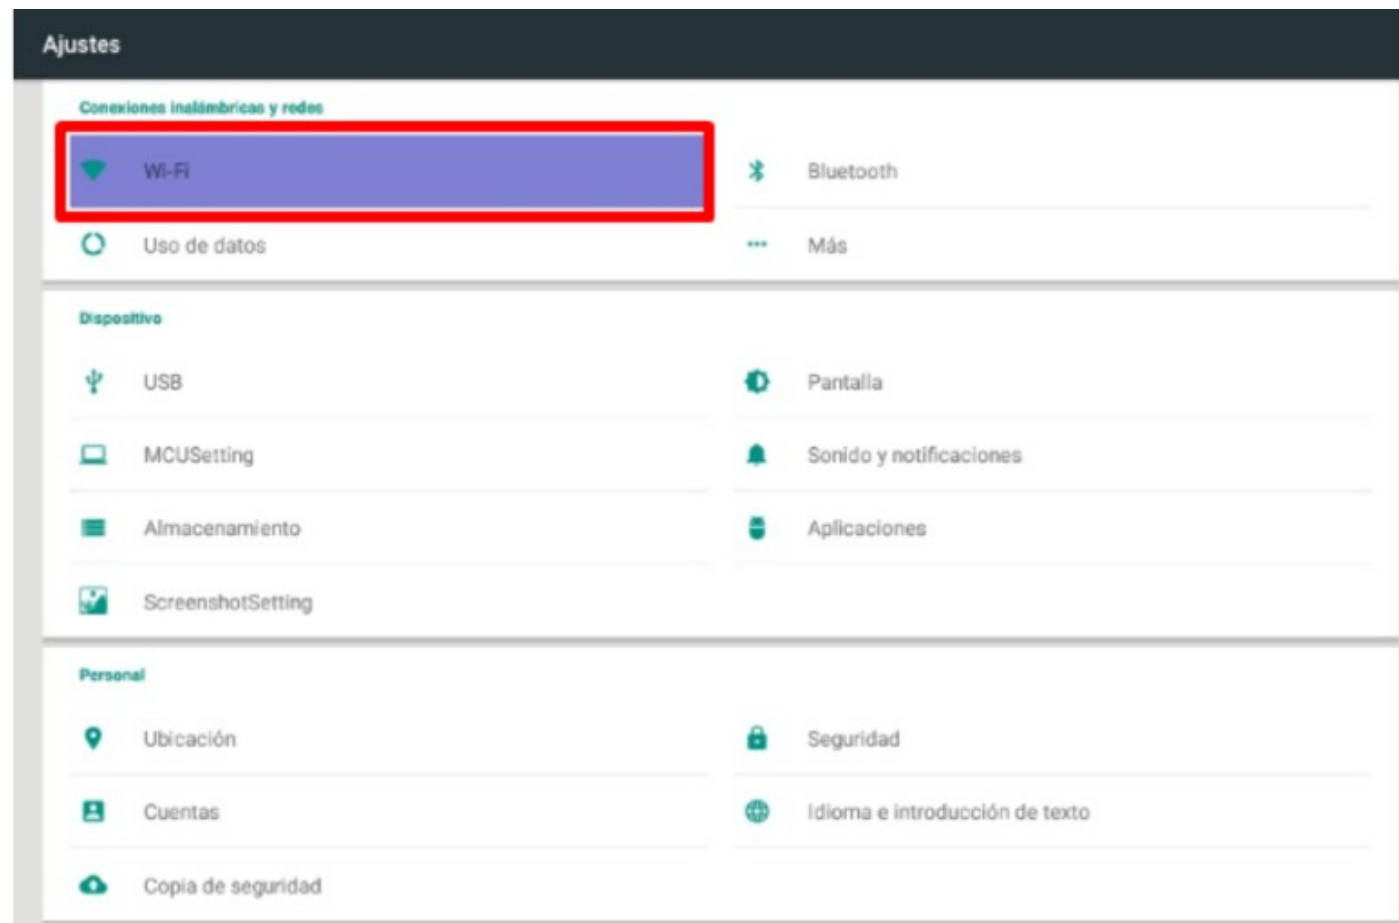 Ajustes
Conexiones inalámbricas y redes
Wi-Fi
Bluetooth
Uso de datos
Más
Dispositivo
USB
Pantalla
MCUSetting
Sonido y notificaciones
Almacenamiento
Aplicaciones
ScreenshotSetting
Personal
Ubicación
Seguridad
Cuentas
Idioma e introducción de texto
Copia de seguridad